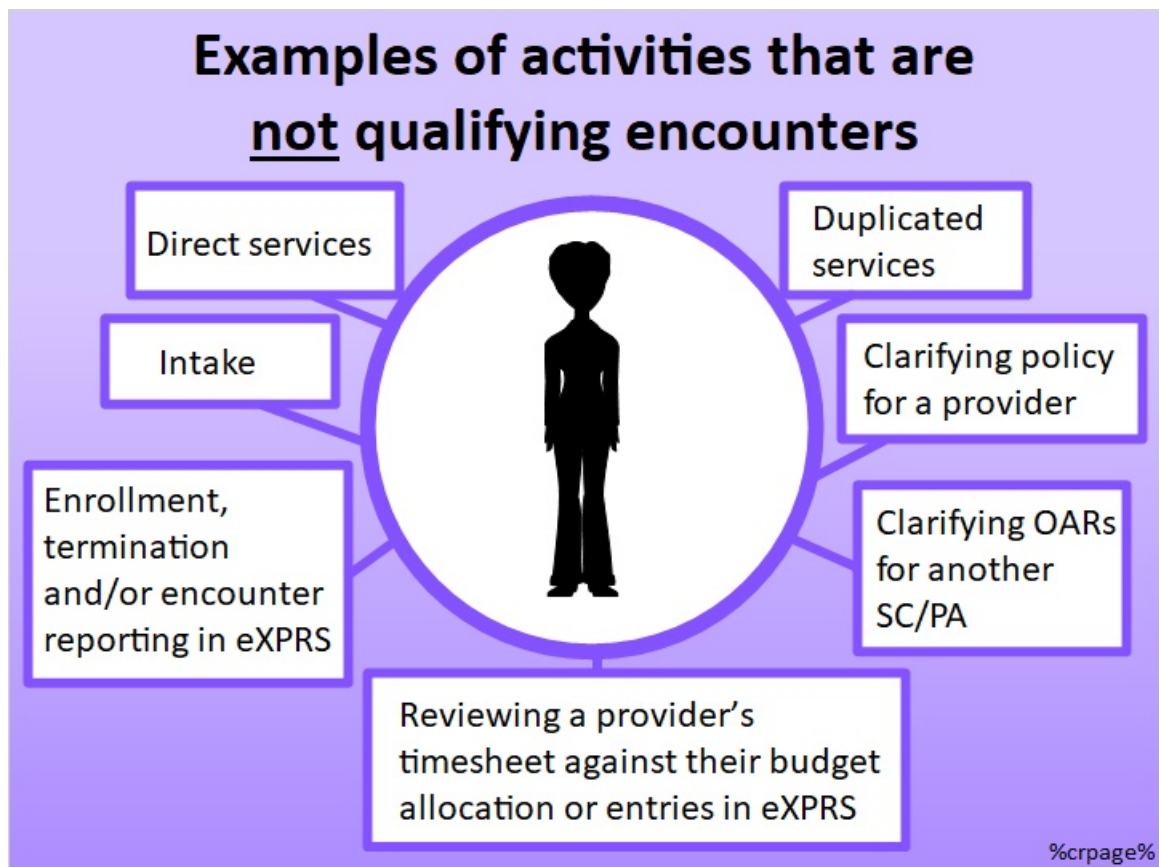 Examples of activities that are
not qualifying encounters
Direct services
Duplicated
services
Intake
Clarifying policy
for a provider
Enrollment,
termination
and/or encounter
reporting in eXPRS
Clarifying OARs
for another
SC/PA
Reviewing a provider’s
timesheet against their budget
allocation or entries in eXPRS
%crpage%